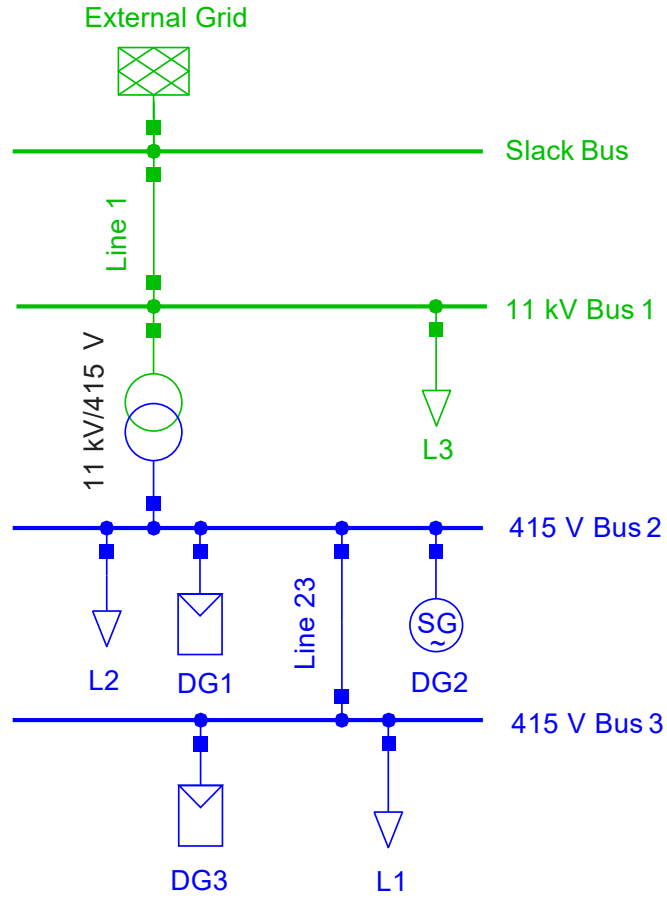 External Grid
Slack Bus
Line 1
11 kV Bus 1
11 kV/415 V
L3
415 V Bus 2
Line 23
SG
~
L2
DG1
DG2
415 V Bus 3
DG3
L1